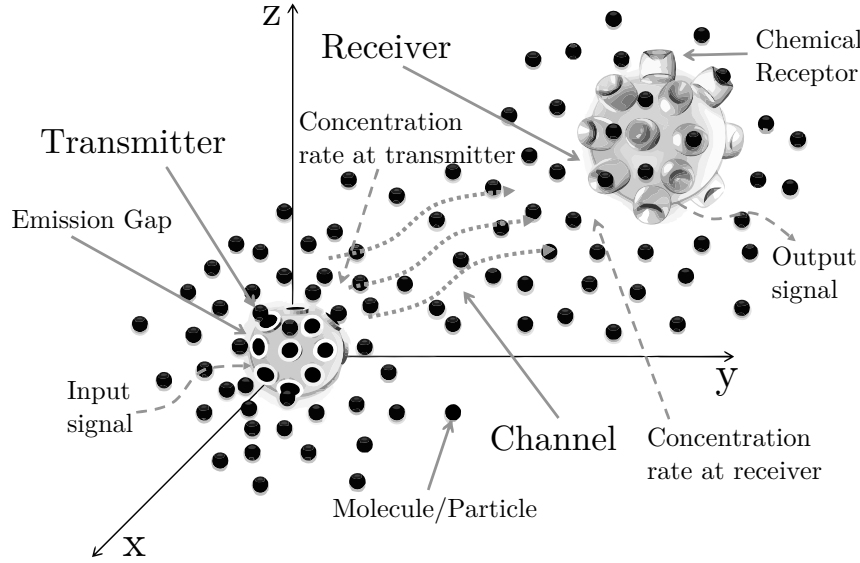 z
Receiver
Chemical
Receptor
Concentration
rate at transmitter
Transmitter
Emission Gap
Output
signal
y
Input
signal
Channel
Concentration
rate at receiver
Molecule/Particle
x